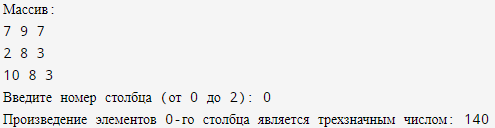 Массив:
7 9 7
2 8 3
10 8 3
Введите номер столбца (от 0 до 2): 0
Произведение элементов 0-го столбца является трехзначным числом: 140